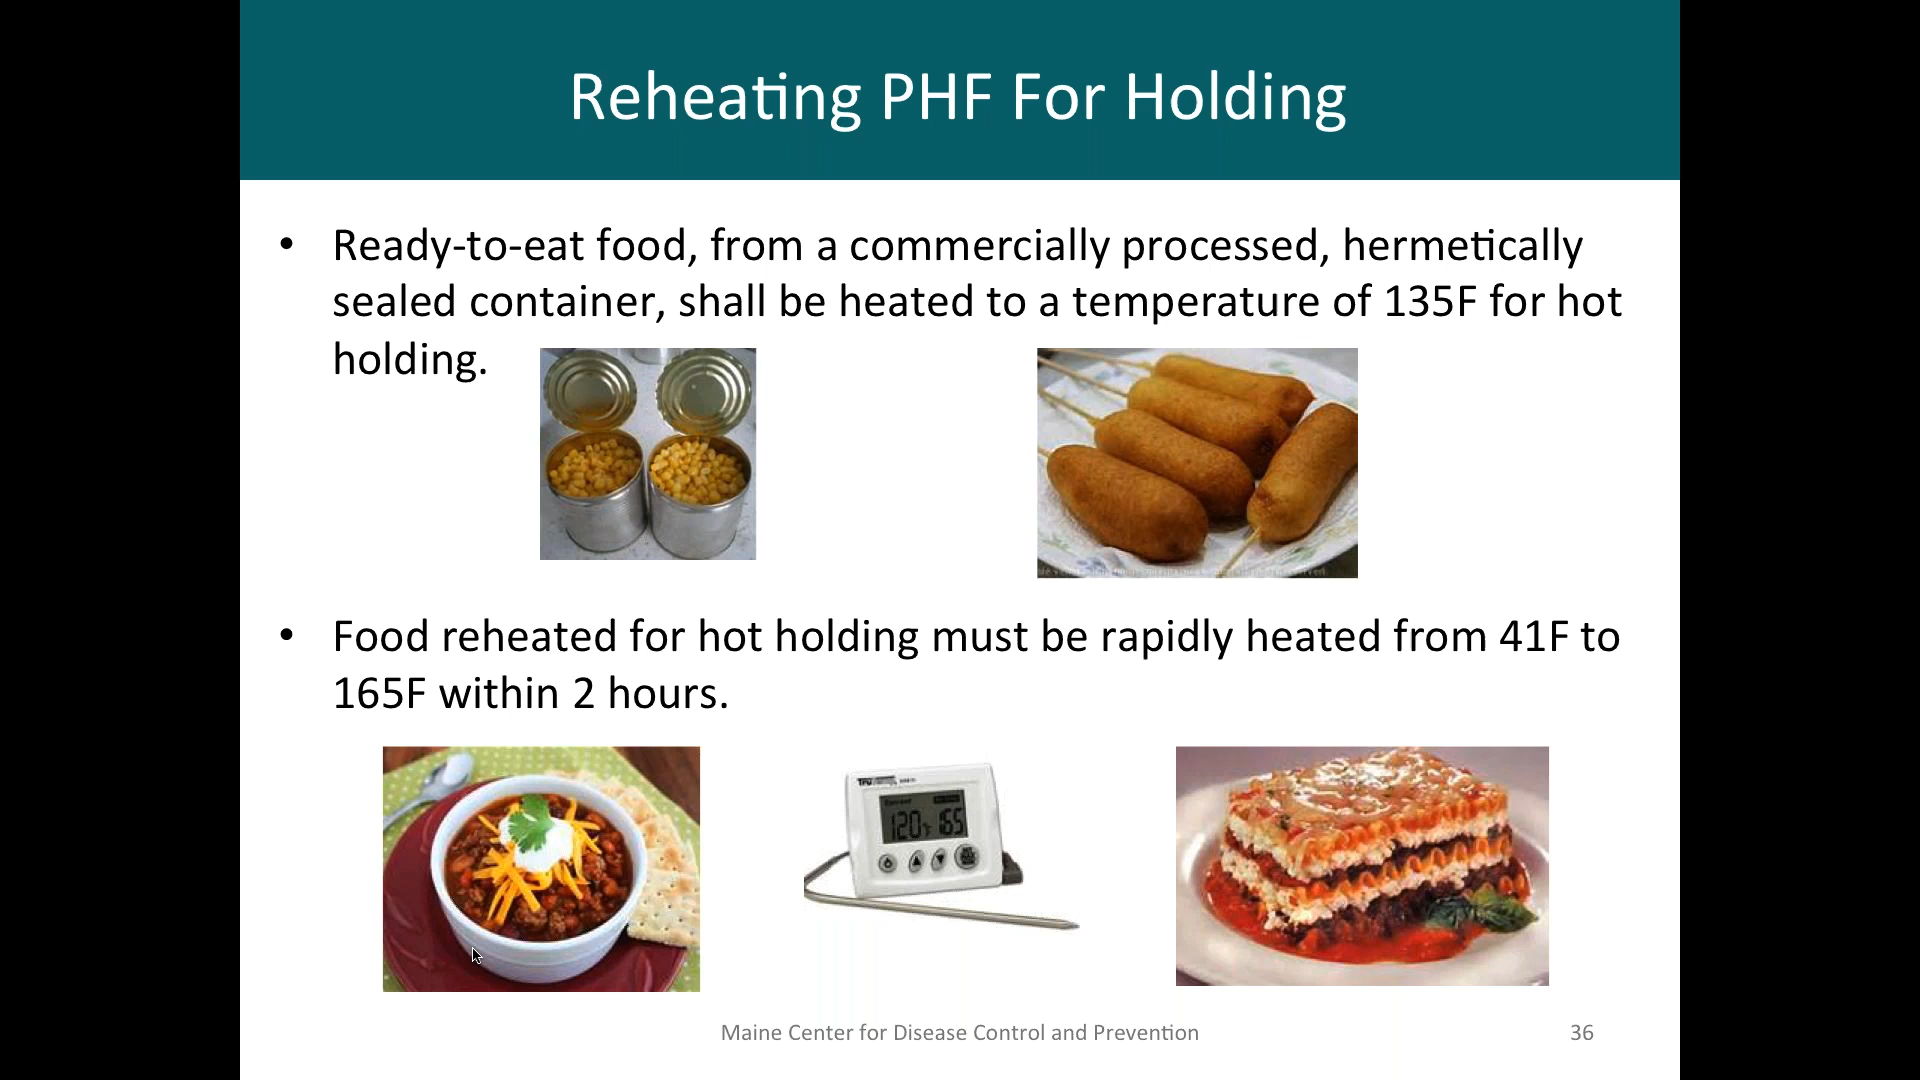 Reheating PHF For Holding
• Ready-to-eat food, from a commercially processed, hermetically
sealed container, shall be heated to a temperature of 135F for hot
holding.
• Food reheated for hot holding must be rapidly heated from 41F to
165F within 2 hours.
120°F 165
Maine Center for Disease Control and Prevention
36